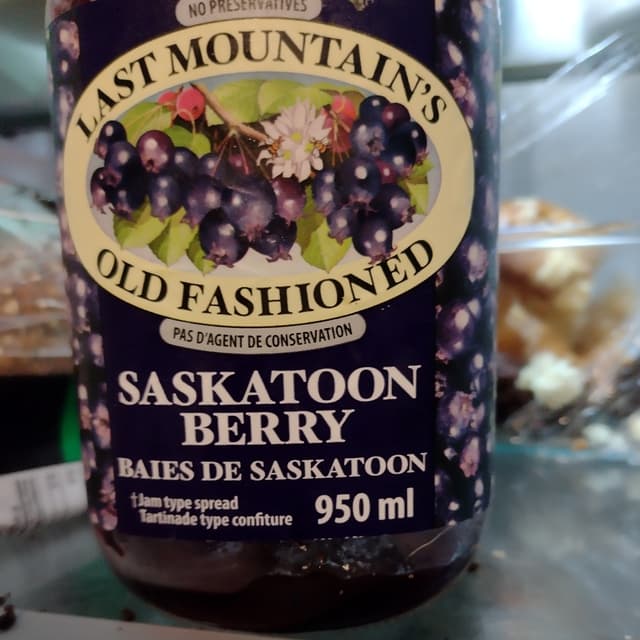 NO PRESERVATIVES
LAST MOUNTAIN'S
OLD FASHIONED
PAS D'AGENT DE CONSERVATION
SASKATOON
BERRY
BAIES DE SASKATOON
†Jam type spread
Tartinade type confiture
950 ml